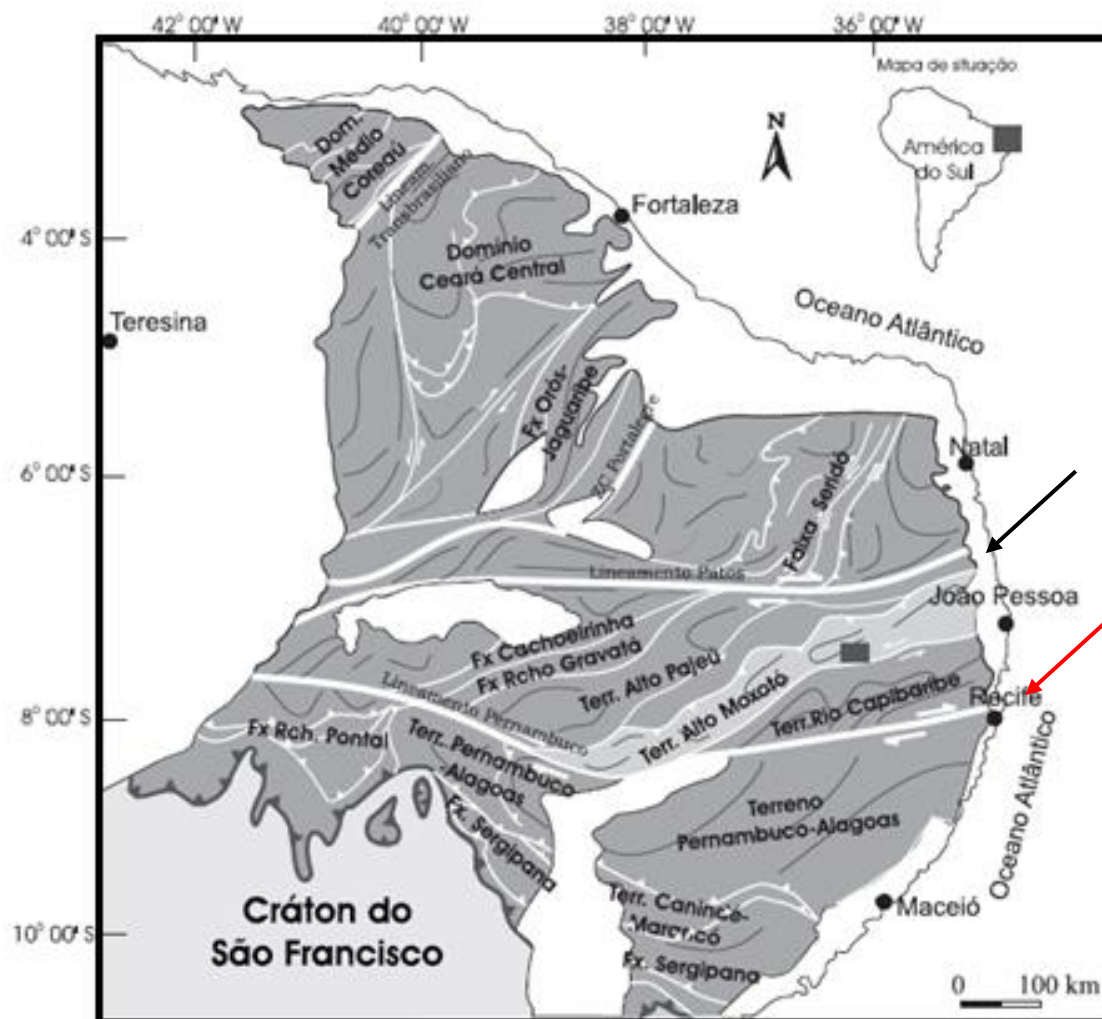 42° 00'W
40° 00'W
38° 00'W
36° 00'W
Mapa de situação
América
do Sul
N
Dom.
Médio
Coreaú
Lineam.
Transbrasiliano
Fortaleza
4° 00'S
Domínio
Ceará Central
Teresina
Oceano Atlântico
Fx Orós-
Jaguaribe
ZC Portalegre
Natal
6° 00'S
Faixa Seridó
Lineamento Patos
João Pessoa
Fx Cachoeirinha
Fx Rcho Gravatá
Terr. Alto Pajeú
Terr. Alto Moxotó
Terr. Rio Capibaribe
Recife
Lineamento Pernambuco
8° 00'S
Fx Rch. Pontal
Terr. Pernambuco
-Alagoas
Fx. Sergipana
Terreno
Pernambuco-Alagoas
Oceano Atlântico
Cráton do
São Francisco
Terr. Canindé-
Marancó
Maceió
10° 00'S
Fx. Sergipana
0 100 km